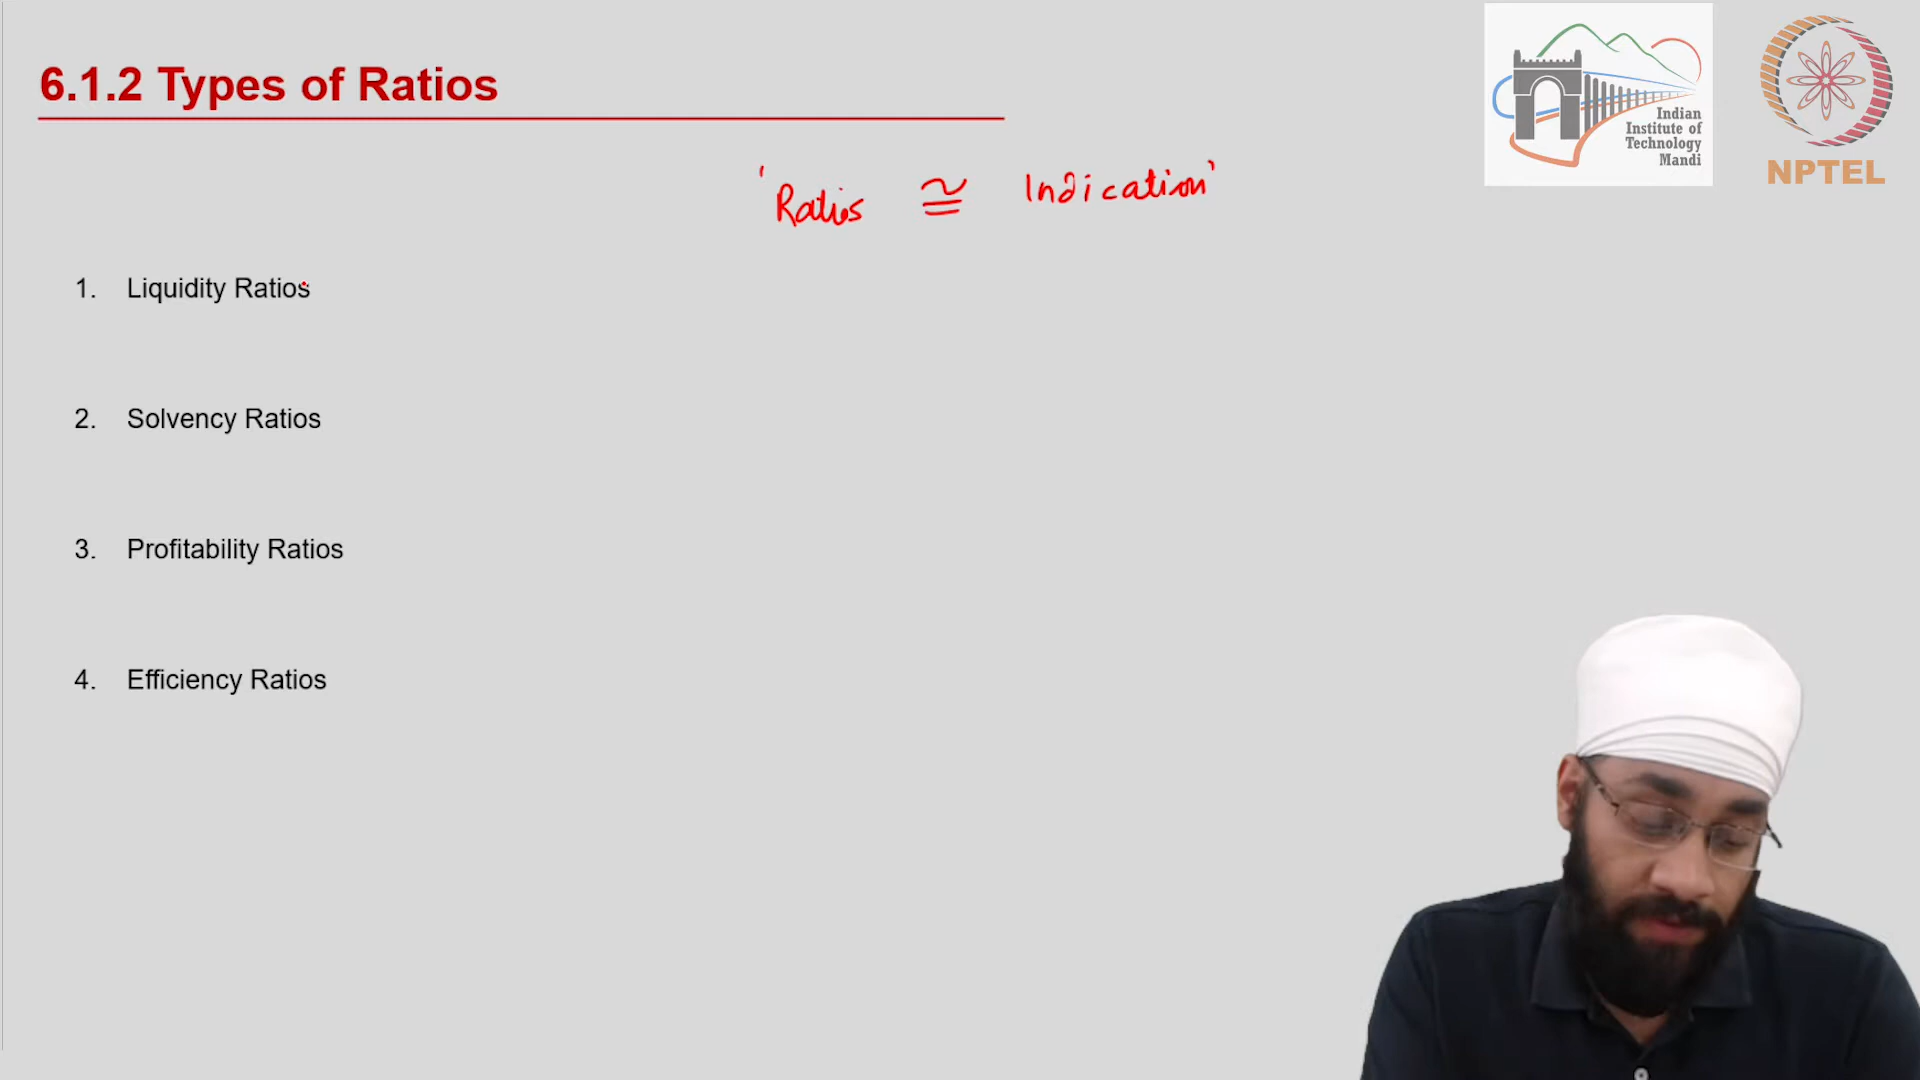 6.1.2 Types of Ratios
Indian
Institute of
Technology
Mandi
NPTEL
'Ratios ≅ Indication'
1. Liquidity Ratios
2. Solvency Ratios
3. Profitability Ratios
4. Efficiency Ratios